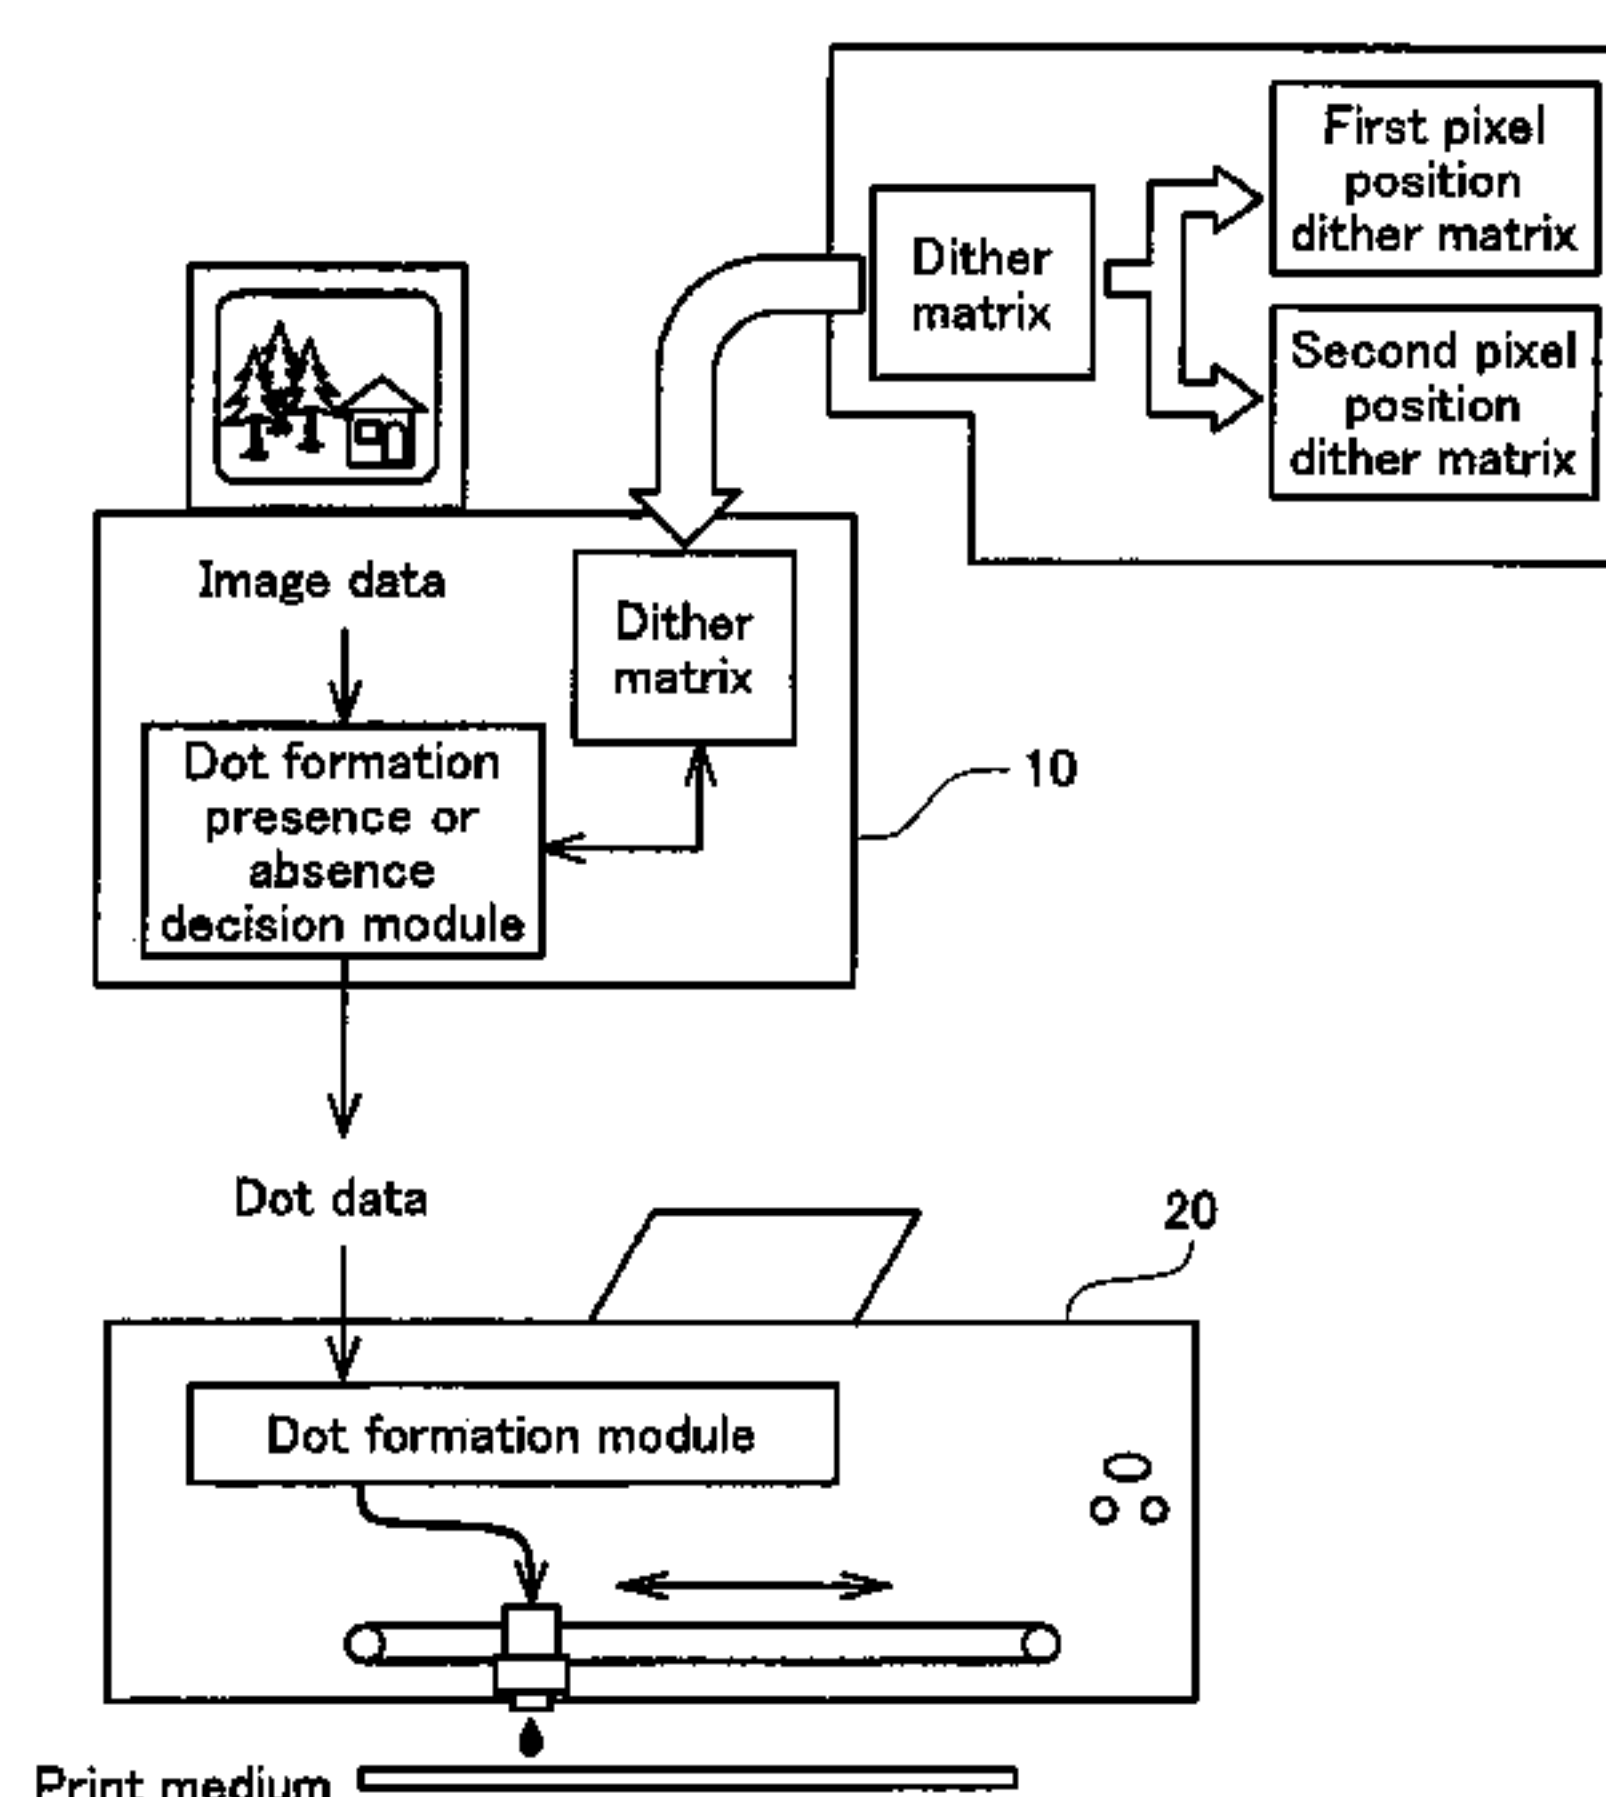 First pixel
position
dither matrix
Dither
matrix
Second pixel
position
dither matrix
Image data
Dither
matrix
Dot formation
presence or
absence
decision module
10
Dot data
20
Dot formation module
Print medium